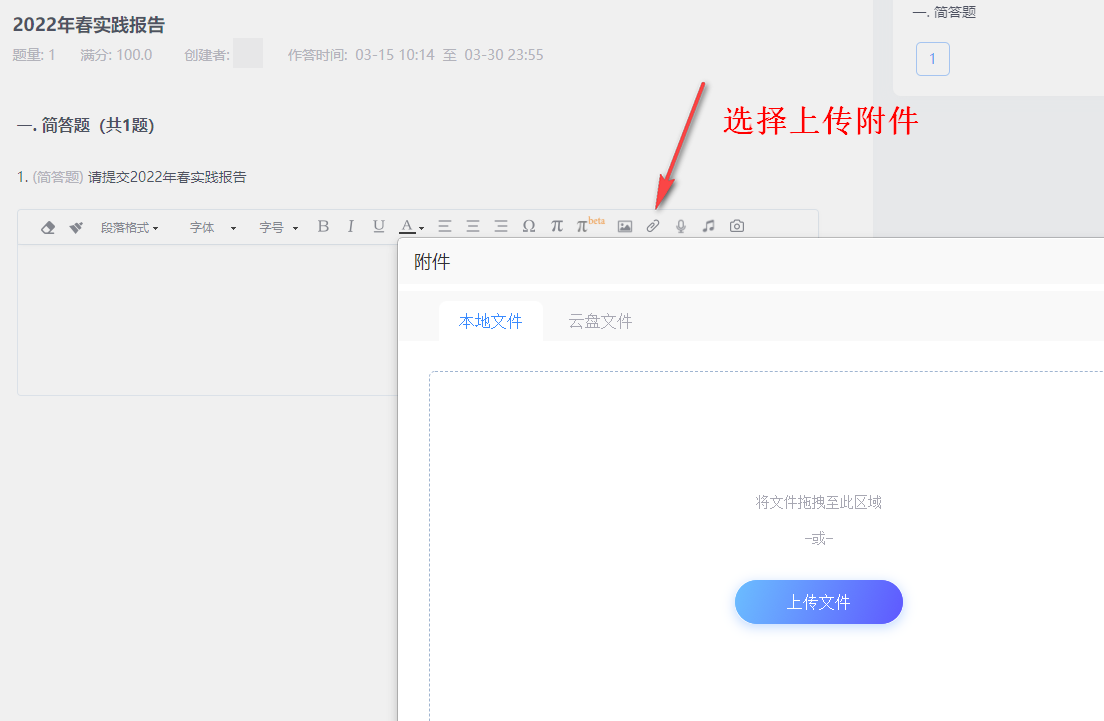 2022年春实践报告
题量: 1 满分: 100.0 创建者: 作答时间: 03-15 10:14 至 03-30 23:55
一. 简答题
1
选择上传附件
一. 简答题（共1题）
1. (简答题) 请提交2022年春实践报告
段落格式 字体 字号 B I U A Ω π πbeta
附件
本地文件 云盘文件
将文件拖拽至此区域
–或–
上传文件